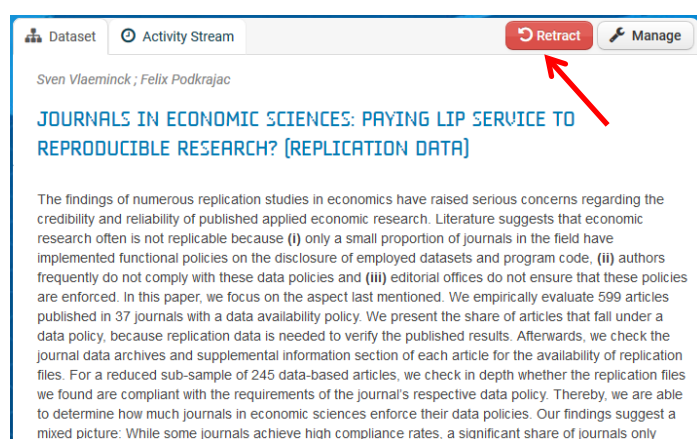 Dataset Activity Stream Retract Manage
Sven Vlaeminck ; Felix Podkrajac
JOURNALS IN ECONOMIC SCIENCES: PAYING LIP SERVICE TO
REPRODUCIBLE RESEARCH? (REPLICATION DATA)
The findings of numerous replication studies in economics have raised serious concerns regarding the
credibility and reliability of published applied economic research. Literature suggests that economic
research often is not replicable because (i) only a small proportion of journals in the field have
implemented functional policies on the disclosure of employed datasets and program code, (ii) authors
frequently do not comply with these data policies and (iii) editorial offices do not ensure that these policies
are enforced. In this paper, we focus on the aspect last mentioned. We empirically evaluate 599 articles
published in 37 journals with a data availability policy. We present the share of articles that fall under a
data policy, because replication data is needed to verify the published results. Afterwards, we check the
journal data archives and supplemental information section of each article for the availability of replication
files. For a reduced sub-sample of 245 data-based articles, we check in depth whether the replication files
we found are compliant with the requirements of the journal's respective data policy. Thereby, we are able
to determine how much journals in economic sciences enforce their data policies. Our findings suggest a
mixed picture: While some journals achieve high compliance rates, a significant share of journals only